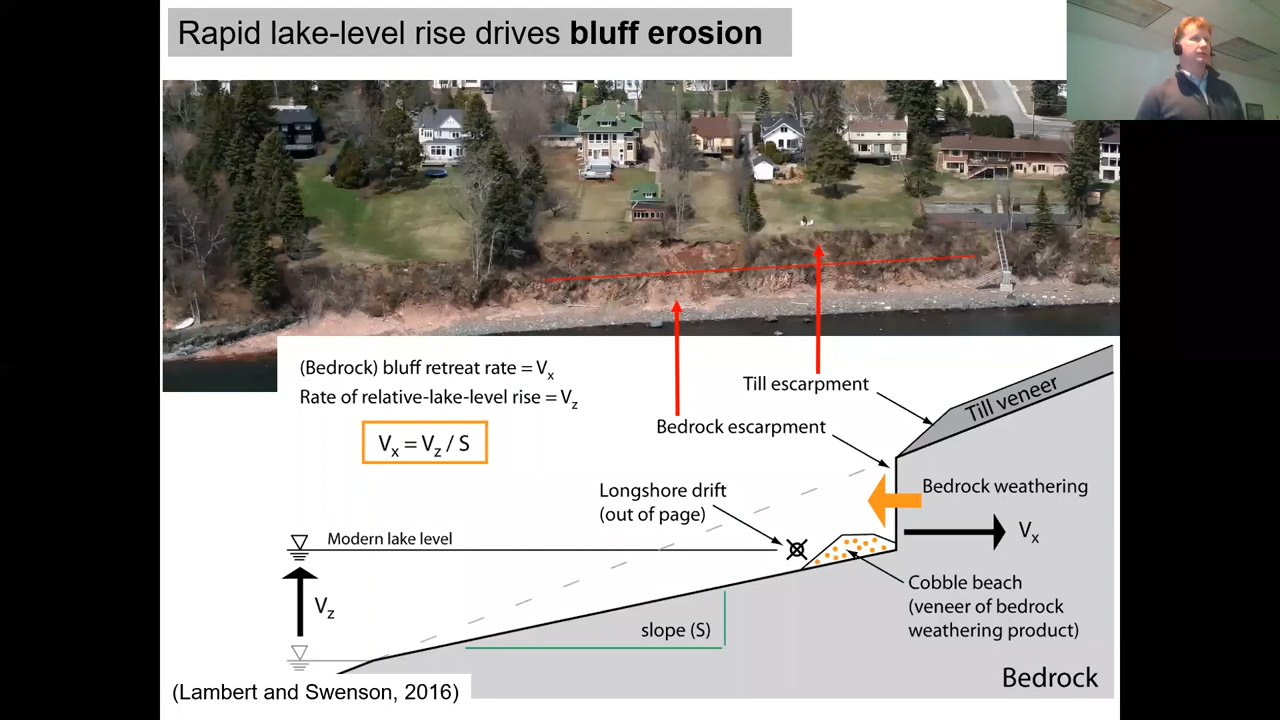 Rapid lake-level rise drives bluff erosion
(Bedrock) bluff retreat rate = Vx
Rate of relative-lake-level rise = Vz
Vx = Vz / S
Till escarpment
Till veneer
Bedrock escarpment
Bedrock weathering
Longshore drift
(out of page)
Vx
Modern lake level
Vz
Cobble beach
(veneer of bedrock
weathering product)
slope (S)
Bedrock
(Lambert and Swenson, 2016)